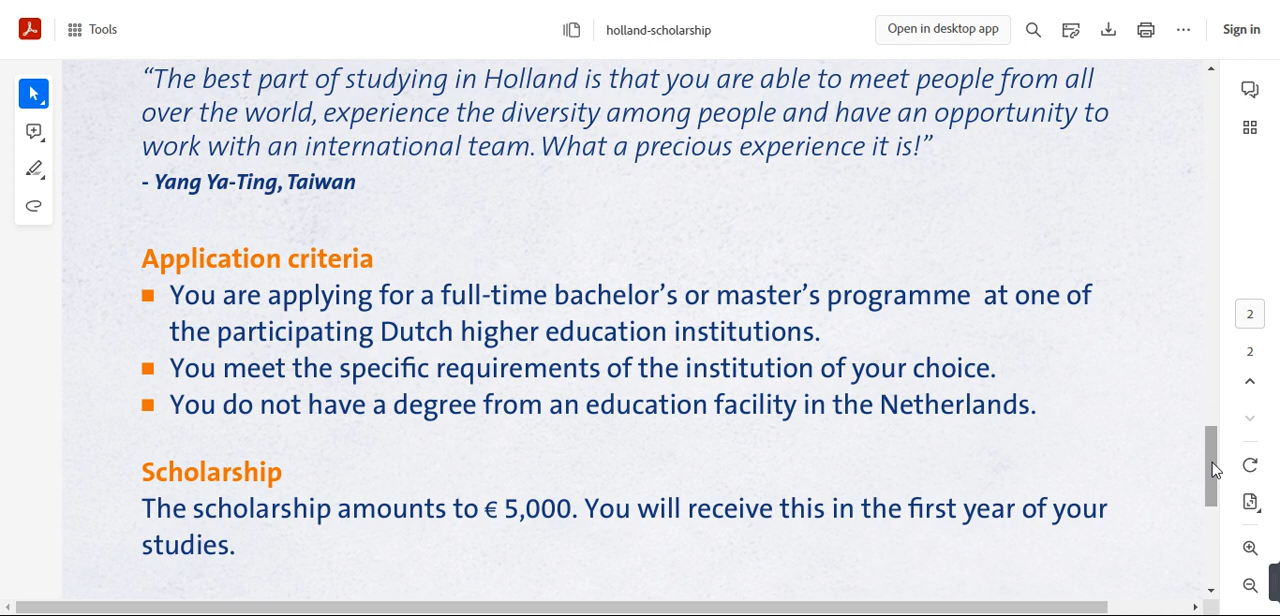 Tools
holland-scholarship
Open in desktop app
Sign in
“The best part of studying in Holland is that you are able to meet people from all
over the world, experience the diversity among people and have an opportunity to
work with an international team. What a precious experience it is!”
- Yang Ya-Ting, Taiwan
Application criteria
You are applying for a full-time bachelor’s or master’s programme at one of
the participating Dutch higher education institutions.
You meet the specific requirements of the institution of your choice.
You do not have a degree from an education facility in the Netherlands.
Scholarship
The scholarship amounts to € 5,000. You will receive this in the first year of your
studies.
2
2